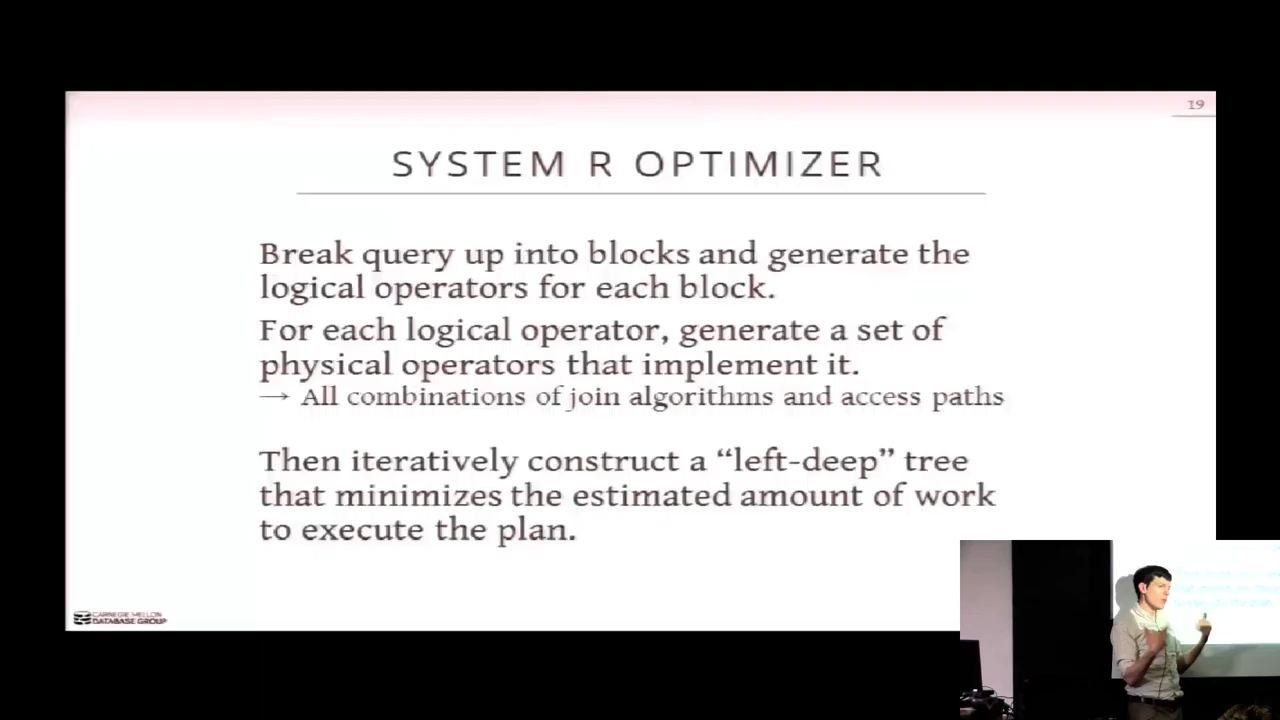 19
SYSTEM R OPTIMIZER
Break query up into blocks and generate the
logical operators for each block.
For each logical operator, generate a set of
physical operators that implement it.
→ All combinations of join algorithms and access paths
Then iteratively construct a “left-deep” tree
that minimizes the estimated amount of work
to execute the plan.
CARNEGIE MELLON
DATABASE GROUP